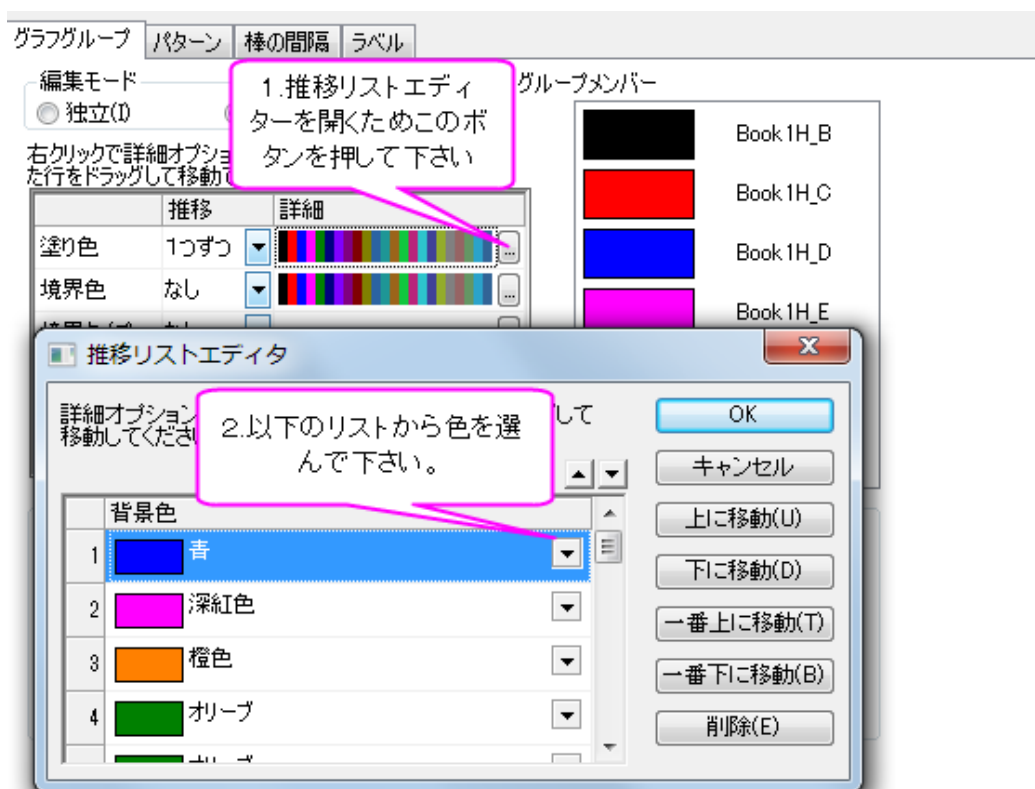 グラフグループ パターン 棒の間隔 ラベル
編集モード
独立(I)
グループメンバー
1.推移リストエディ
ターを開くためこのボ
タンを押して下さい
右クリックで詳細オプショ
た行をドラッグして移動で
推移 詳細
塗り色 1つずつ ...
境界色 なし ...
Book1H_B
Book1H_C
Book1H_D
Book1H_E
推移リストエディタ
詳細オプション して
移動してくださ
2.以下のリストから色を選
んで下さい。
背景色
1 青
2 深紅色
3 橙色
4 オリーブ
OK
キャンセル
上に移動(U)
下に移動(D)
一番上に移動(T)
一番下に移動(B)
削除(E)